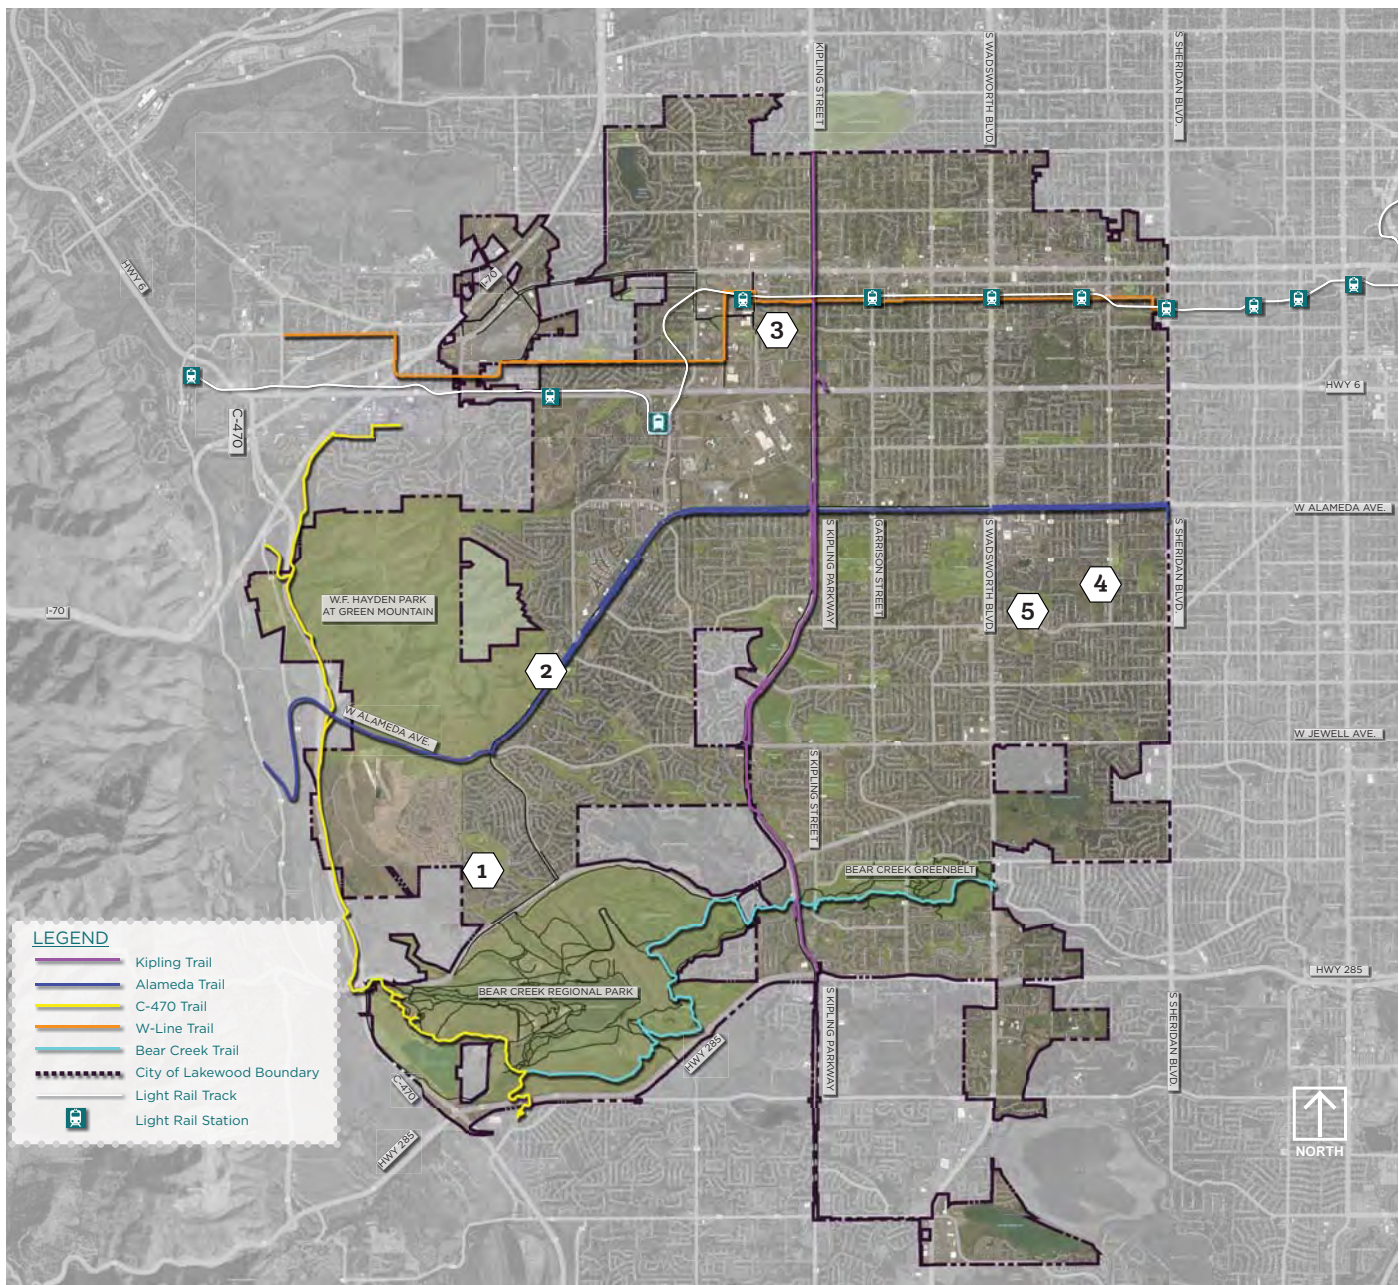 KIPLING STREET
S WADSWORTH BLVD.
S SHERIDAN BLVD.
HWY 6
I-70
3
C-470
HWY 6
W ALAMEDA AVE.
S KIPLING PARKWAY
GARRISON STREET
S WADSWORTH BLVD.
S SHERIDAN BLVD.
4
5
I-70
W.F. HAYDEN PARK
AT GREEN MOUNTAIN
2
W ALAMEDA AVE.
W JEWELL AVE.
S KIPLING STREET
1
BEAR CREEK GREENBELT
LEGEND
Kipling Trail
Alameda Trail
C-470 Trail
W-Line Trail
Bear Creek Trail
City of Lakewood Boundary
Light Rail Track
Light Rail Station
BEAR CREEK REGIONAL PARK
HWY 285
S KIPLING PARKWAY
S SHERIDAN BLVD.
HWY 285
C-470
HWY 285
NORTH